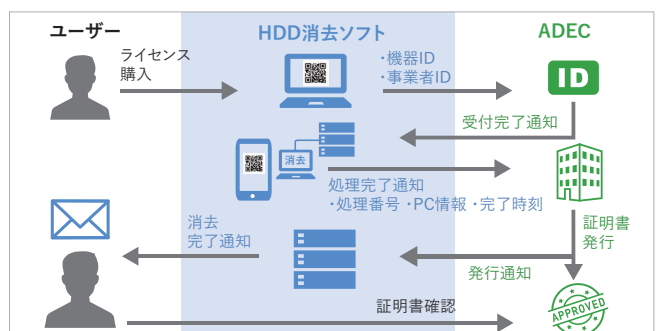 ユーザー
HDD消去ソフト
ADEC
ライセンス
購入
・機器ID
・事業者ID
ID
受付完了通知
消去
処理完了通知
・処理番号 ・PC情報 ・完了時刻
消去
完了通知
証明書
発行
発行通知
証明書確認
APPROVED